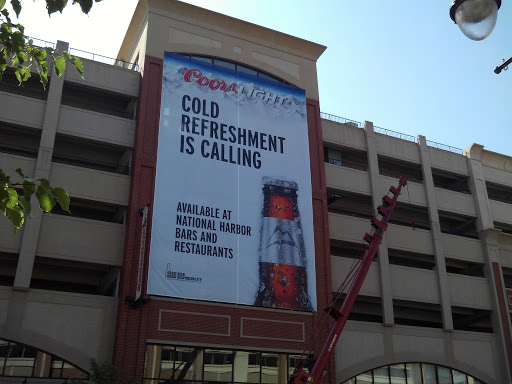 Coors LIGHT
COLD
REFRESHMENT
IS CALLING
AVAILABLE AT
NATIONAL HARBOR
BARS AND
RESTAURANTS